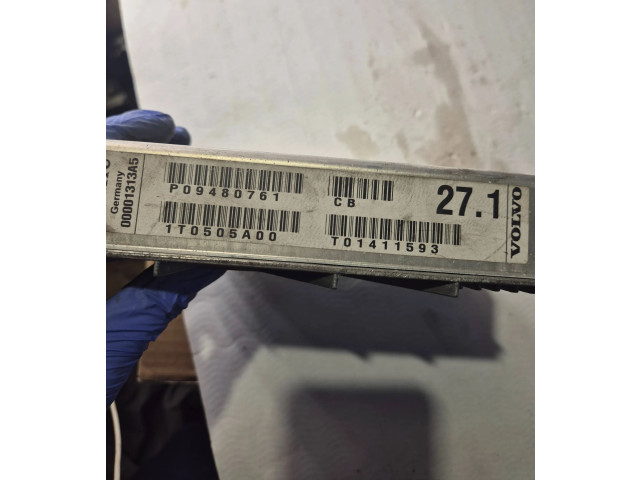 Germany
00001313A5
P09480761
CB
27.1
VOLVO
1T0505A00
T01411593